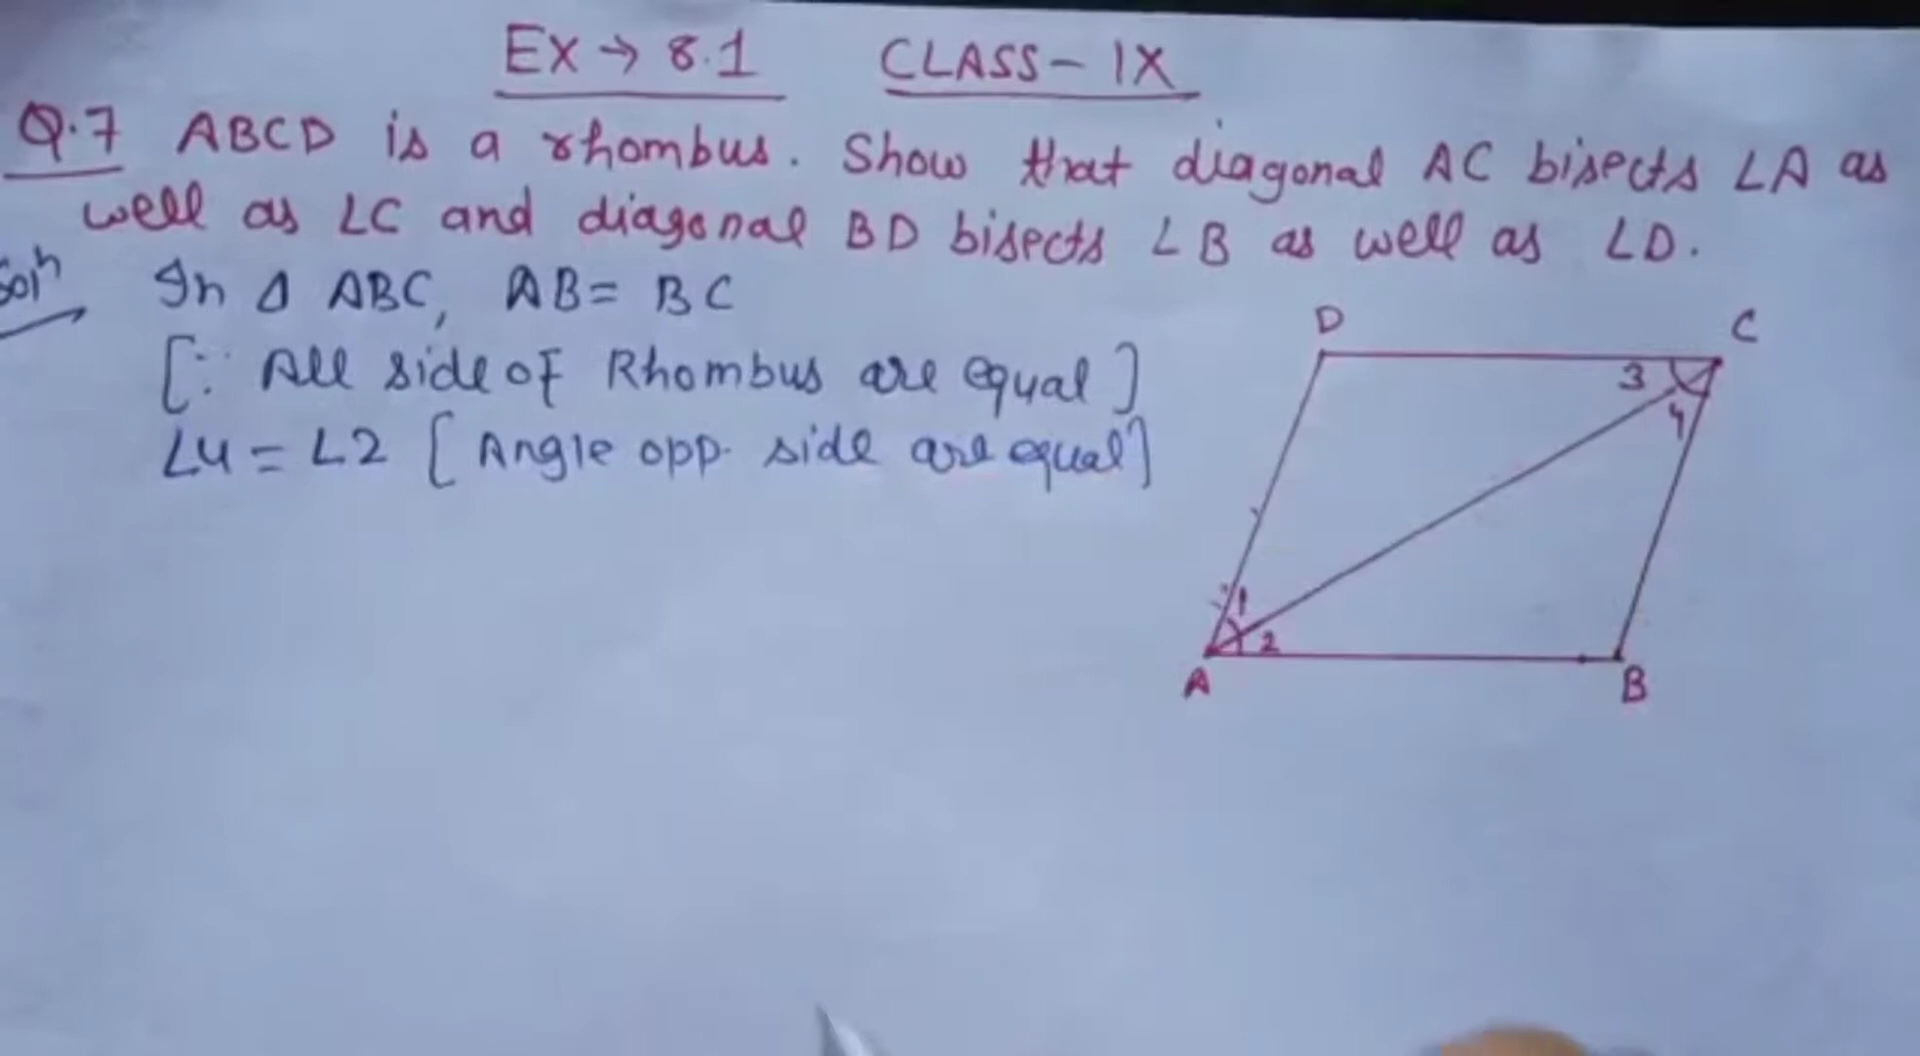 EX → 8.1 CLASS - IX
Q.7 ABCD is a rhombus. Show that diagonal AC bisects ∠A as
well as ∠C and diagonal BD bisects ∠B as well as ∠D.
Solⁿ In Δ ABC, AB = BC
[∵ All side of Rhombus are equal]
∠4 = ∠2 [Angle opp. side are equal]
D C
3
4
1
2
A B